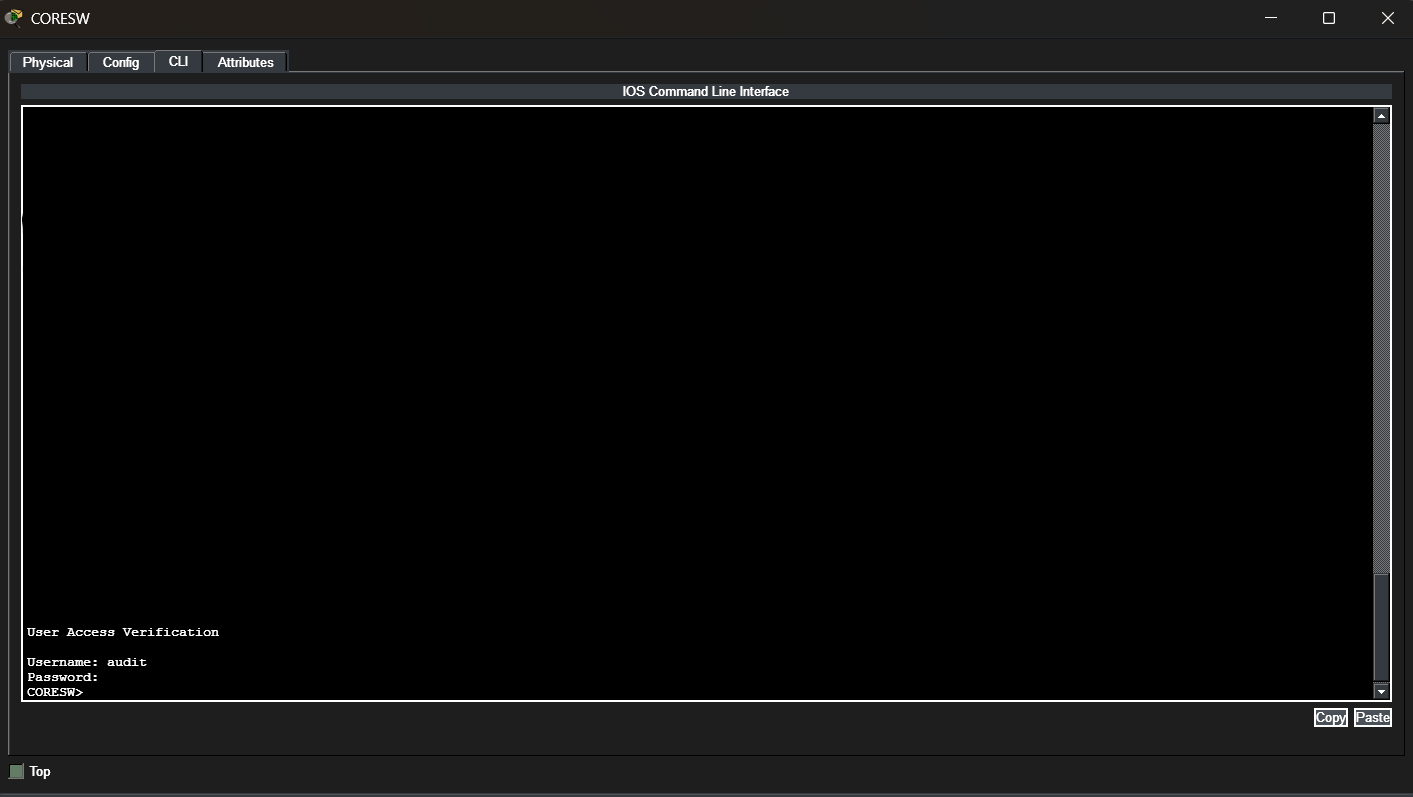 CORESW
Physical Config CLI Attributes
IOS Command Line Interface
User Access Verification
Username: audit
Password:
CORESW>
Copy Paste
Top